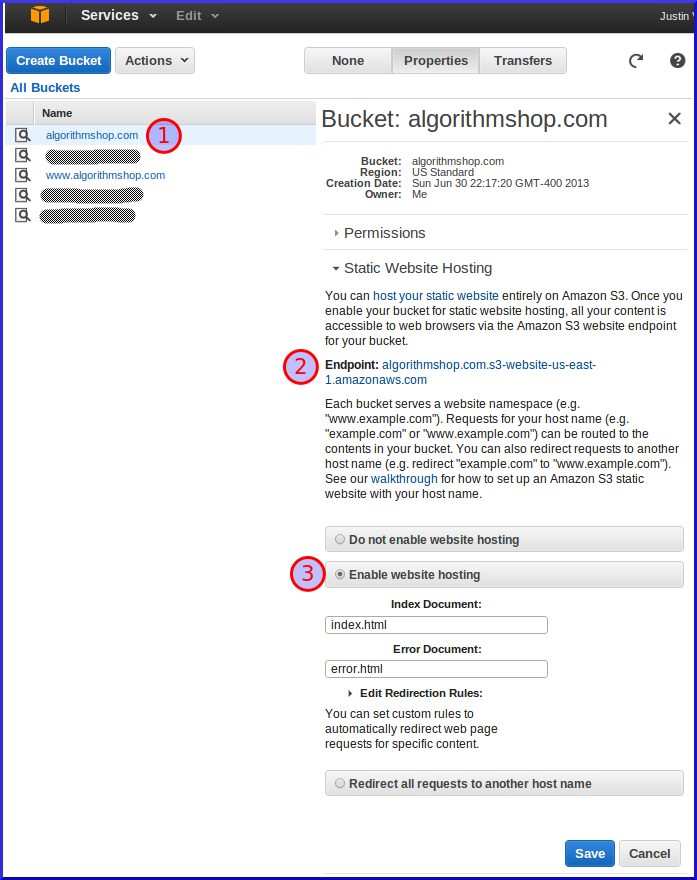 Services Edit Justin
Create Bucket Actions None Properties Transfers
All Buckets
Name
algorithmshop.com 1
www.algorithmshop.com
Bucket: algorithmshop.com
Bucket: algorithmshop.com
Region: US Standard
Creation Date: Sun Jun 30 22:17:20 GMT-400 2013
Owner: Me
Permissions
Static Website Hosting
You can host your static website entirely on Amazon S3. Once you
enable your bucket for static website hosting, all your content is
accessible to web browsers via the Amazon S3 website endpoint
for your bucket.
2 Endpoint: algorithmshop.com.s3-website-us-east-
1.amazonaws.com
Each bucket serves a website namespace (e.g.
"www.example.com"). Requests for your host name (e.g.
"example.com" or "www.example.com") can be routed to the
contents in your bucket. You can also redirect requests to another
host name (e.g. redirect "example.com" to "www.example.com").
See our walkthrough for how to set up an Amazon S3 static
website with your host name.
Do not enable website hosting
3 Enable website hosting
Index Document:
index.html
Error Document:
error.html
Edit Redirection Rules:
You can set custom rules to
automatically redirect web page
requests for specific content.
Redirect all requests to another host name
Save Cancel